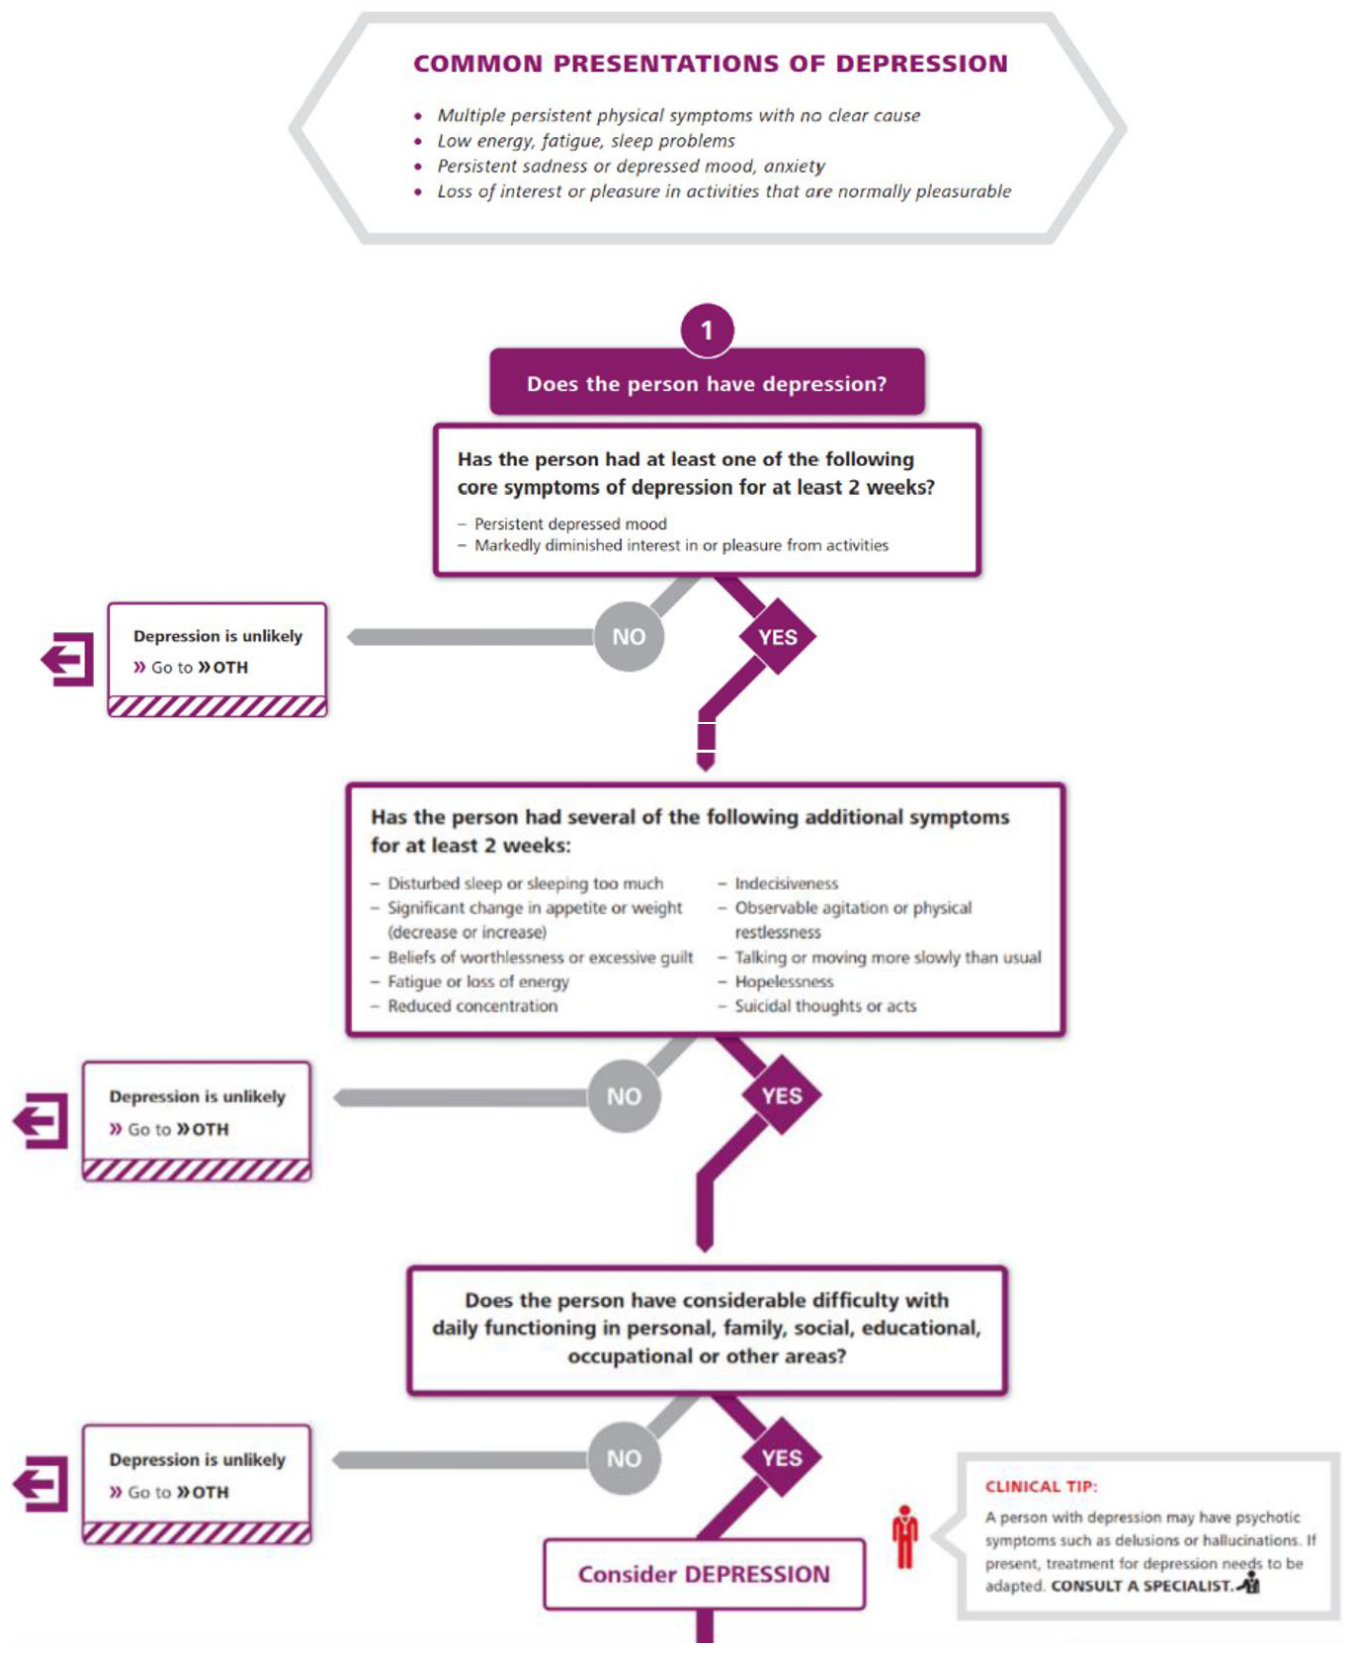 COMMON PRESENTATIONS OF DEPRESSION
• Multiple persistent physical symptoms with no clear cause
• Low energy, fatigue, sleep problems
• Persistent sadness or depressed mood, anxiety
• Loss of interest or pleasure in activities that are normally pleasurable
1
Does the person have depression?
Has the person had at least one of the following
core symptoms of depression for at least 2 weeks?
– Persistent depressed mood
– Markedly diminished interest in or pleasure from activities
NO
YES
Depression is unlikely
» Go to »OTH
Has the person had several of the following additional symptoms
for at least 2 weeks:
– Disturbed sleep or sleeping too much
– Significant change in appetite or weight
(decrease or increase)
– Beliefs of worthlessness or excessive guilt
– Fatigue or loss of energy
– Reduced concentration
– Indecisiveness
– Observable agitation or physical
restlessness
– Talking or moving more slowly than usual
– Hopelessness
– Suicidal thoughts or acts
NO
YES
Depression is unlikely
» Go to »OTH
Does the person have considerable difficulty with
daily functioning in personal, family, social, educational,
occupational or other areas?
NO
YES
Depression is unlikely
» Go to »OTH
Consider DEPRESSION
CLINICAL TIP:
A person with depression may have psychotic
symptoms such as delusions or hallucinations. If
present, treatment for depression needs to be
adapted. CONSULT A SPECIALIST.